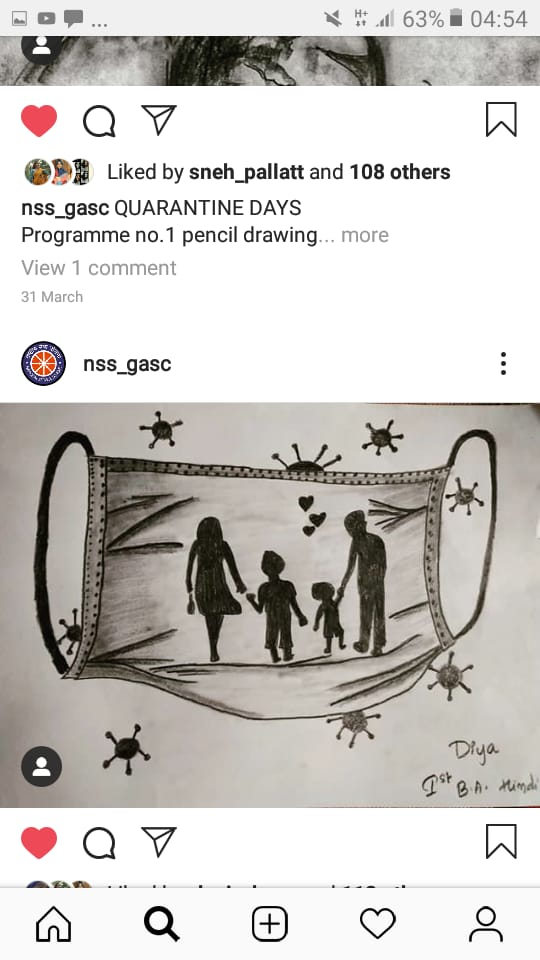 ... H+ 63% 04:54
Liked by sneh_pallatt and 108 others
nss_gasc QUARANTINE DAYS
Programme no.1 pencil drawing... more
View 1 comment
31 March
nss_gasc
Diya
Ist B.A. Hindi